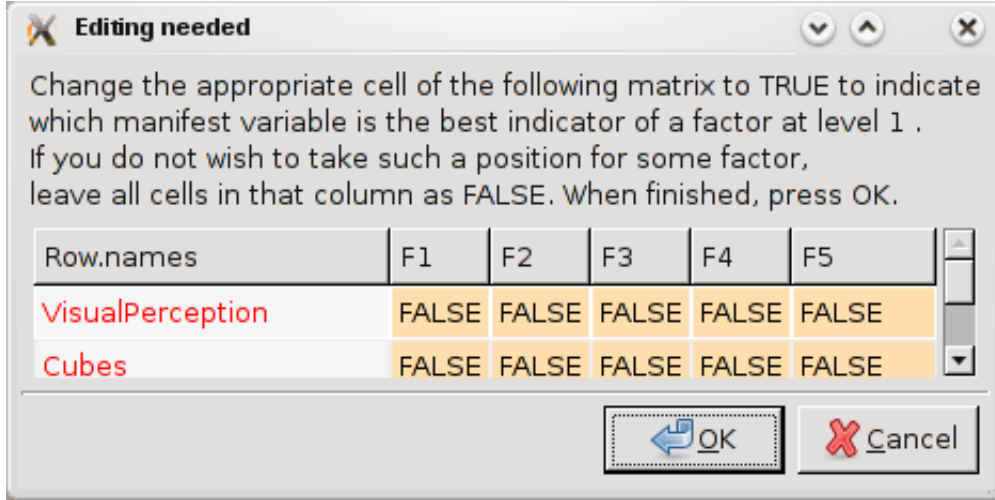 Editing needed
Change the appropriate cell of the following matrix to TRUE to indicate
which manifest variable is the best indicator of a factor at level 1 .
If you do not wish to take such a position for some factor,
leave all cells in that column as FALSE. When finished, press OK.
Row.names F1 F2 F3 F4 F5
VisualPerception FALSE FALSE FALSE FALSE FALSE
Cubes FALSE FALSE FALSE FALSE FALSE
OK Cancel